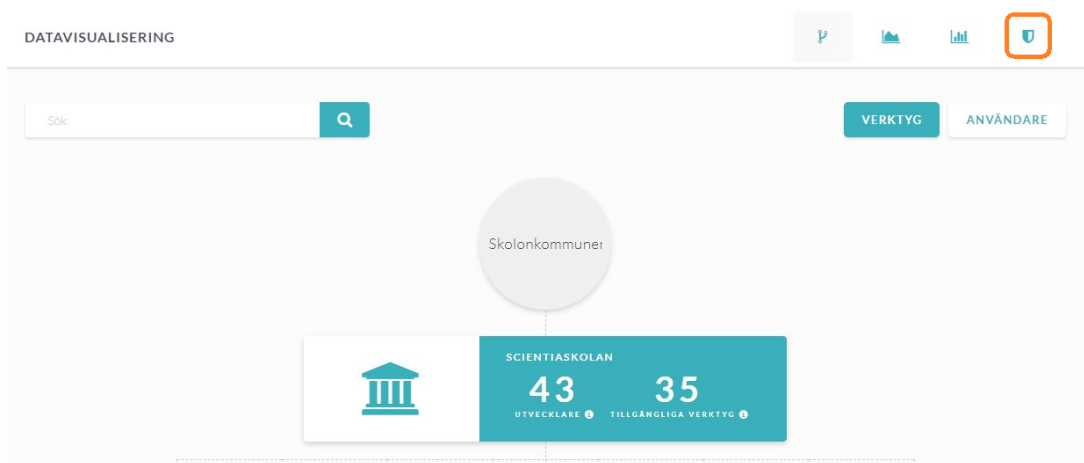 DATAVISUALISERING
Sök
VERKTYG
ANVÄNDARE
Skolonkommuner
SCIENTIASKOLAN
43 35
UTVECKLARE TILLGÄNGLIGA VERKTYG